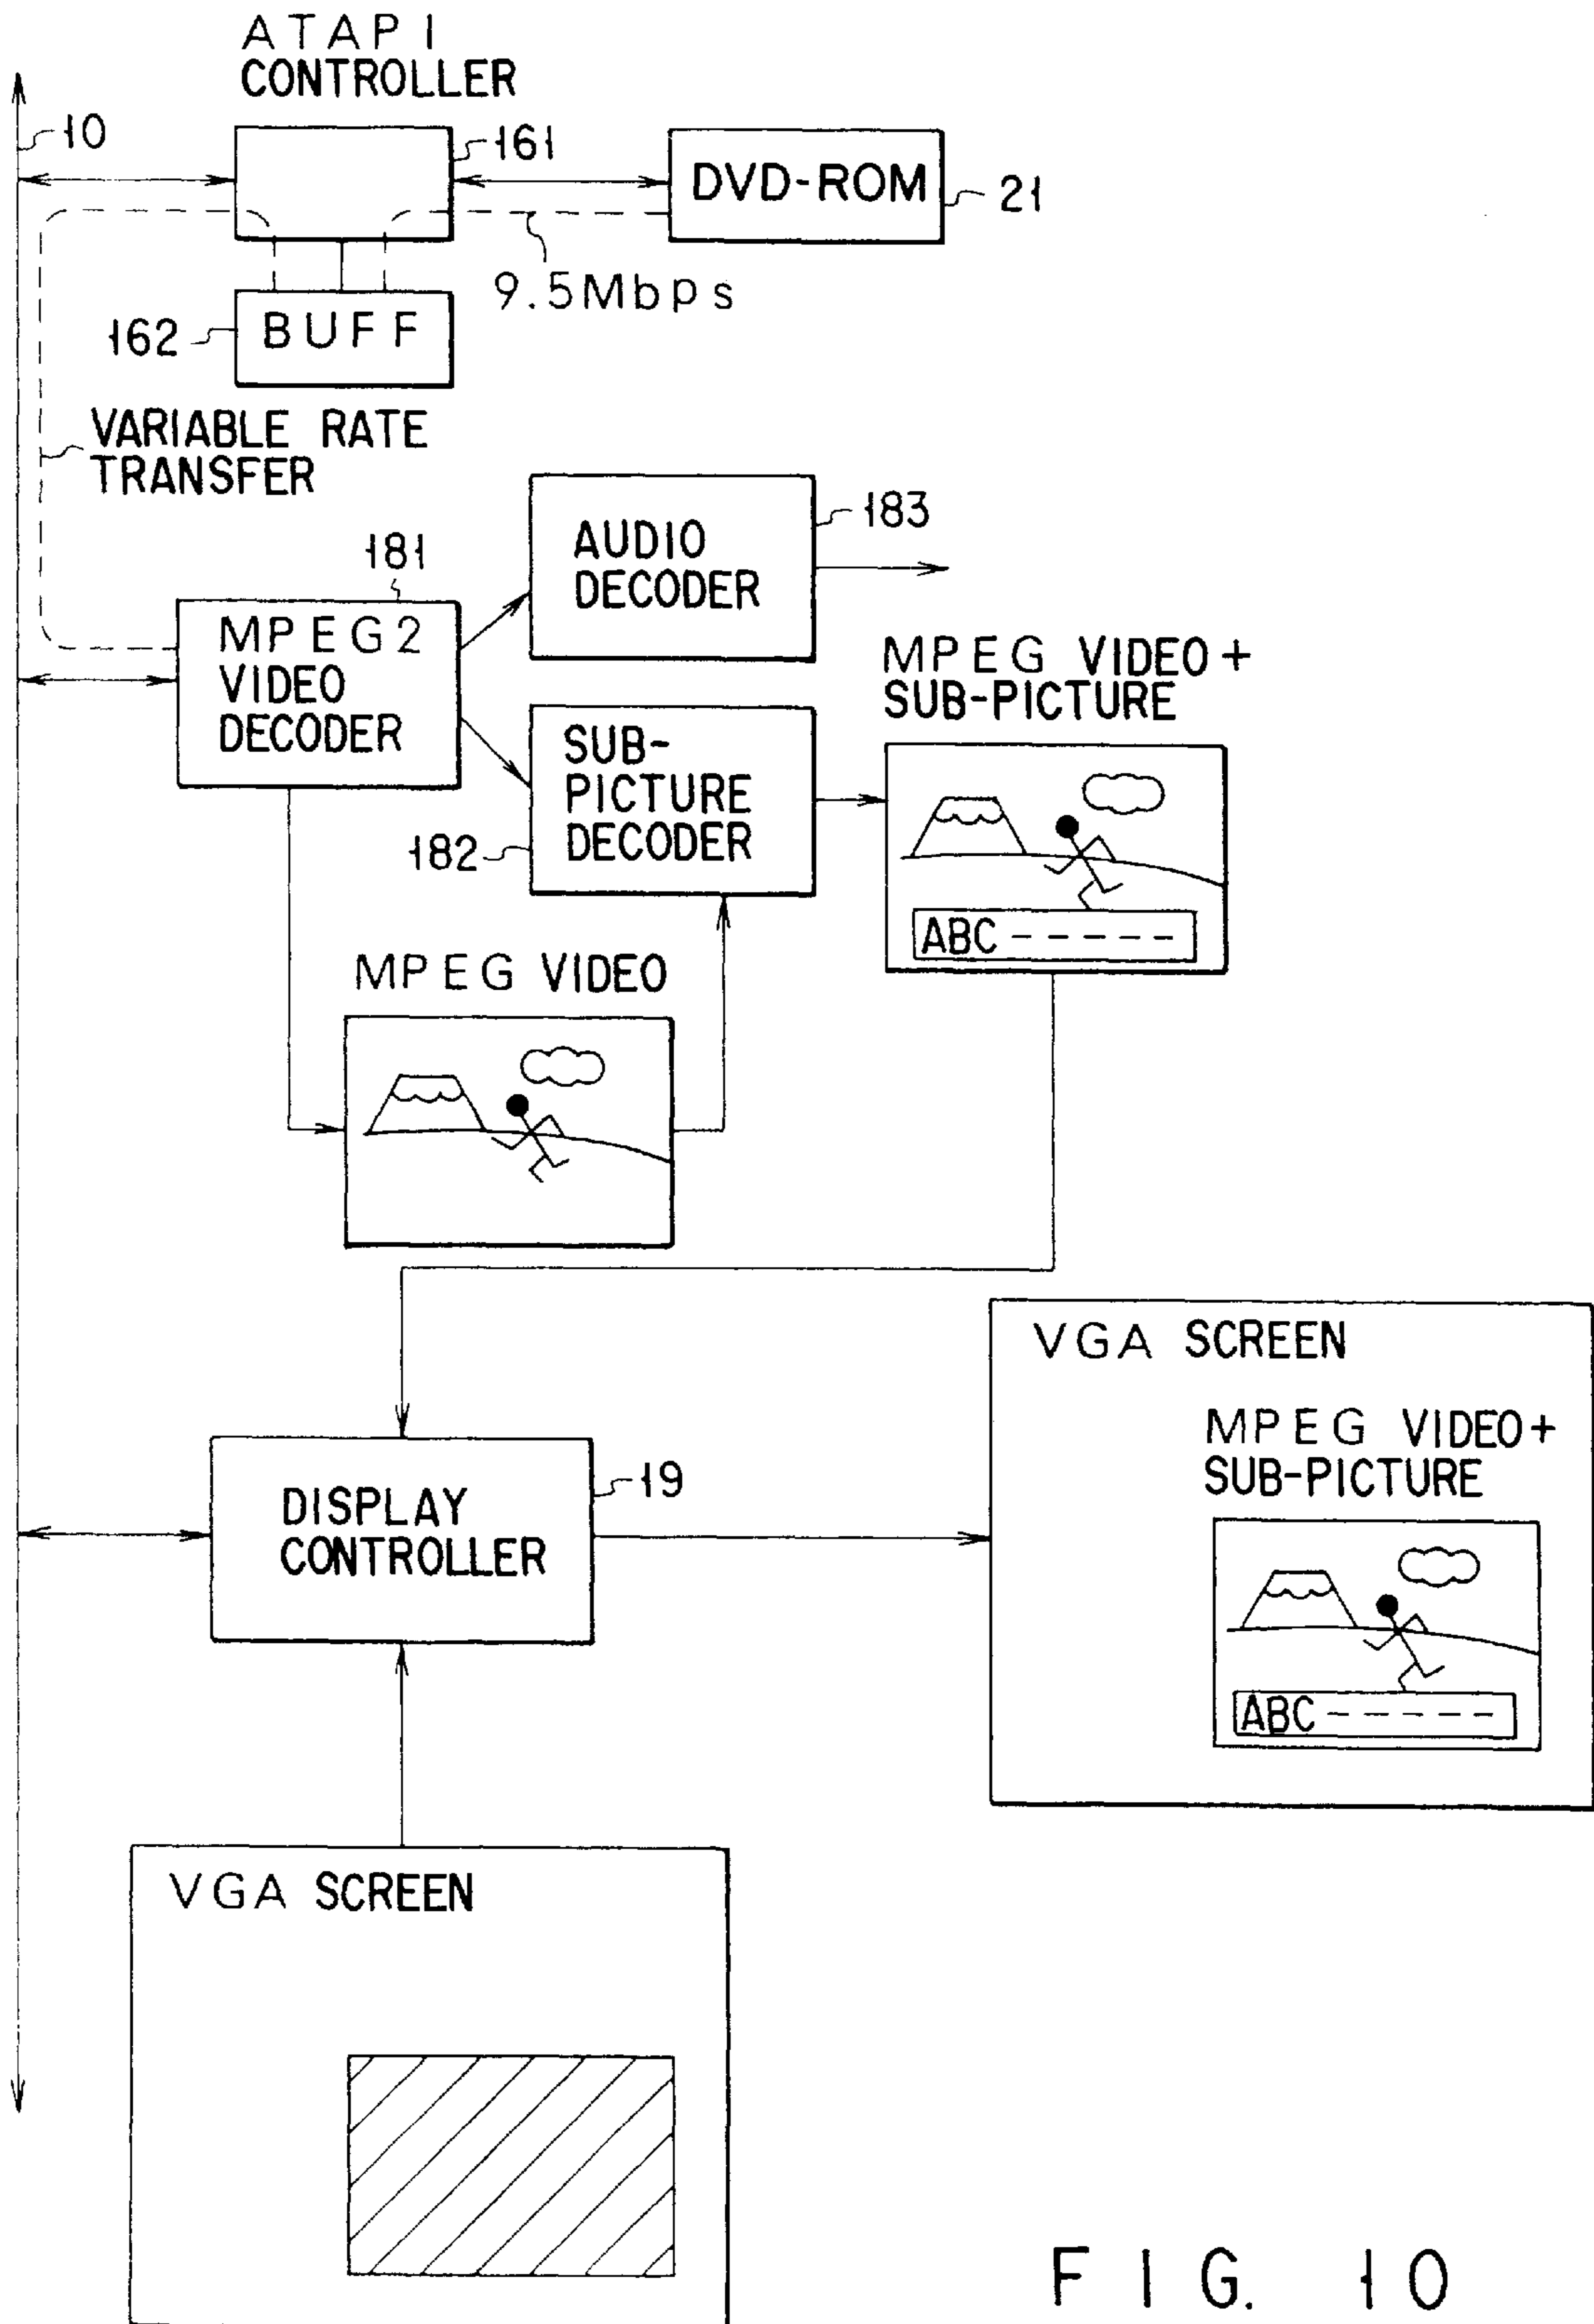 ATAPI
CONTROLLER
10
161
DVD-ROM
21
9.5Mbps
162
BUFF
VARIABLE RATE
TRANSFER
181
183
AUDIO
DECODER
MPEG2
VIDEO
DECODER
MPEG VIDEO+
SUB-PICTURE
SUB-
PICTURE
DECODER
182
ABC
MPEG VIDEO
VGA SCREEN
MPEG VIDEO+
SUB-PICTURE
19
DISPLAY
CONTROLLER
ABC
VGA SCREEN
FIG. 10